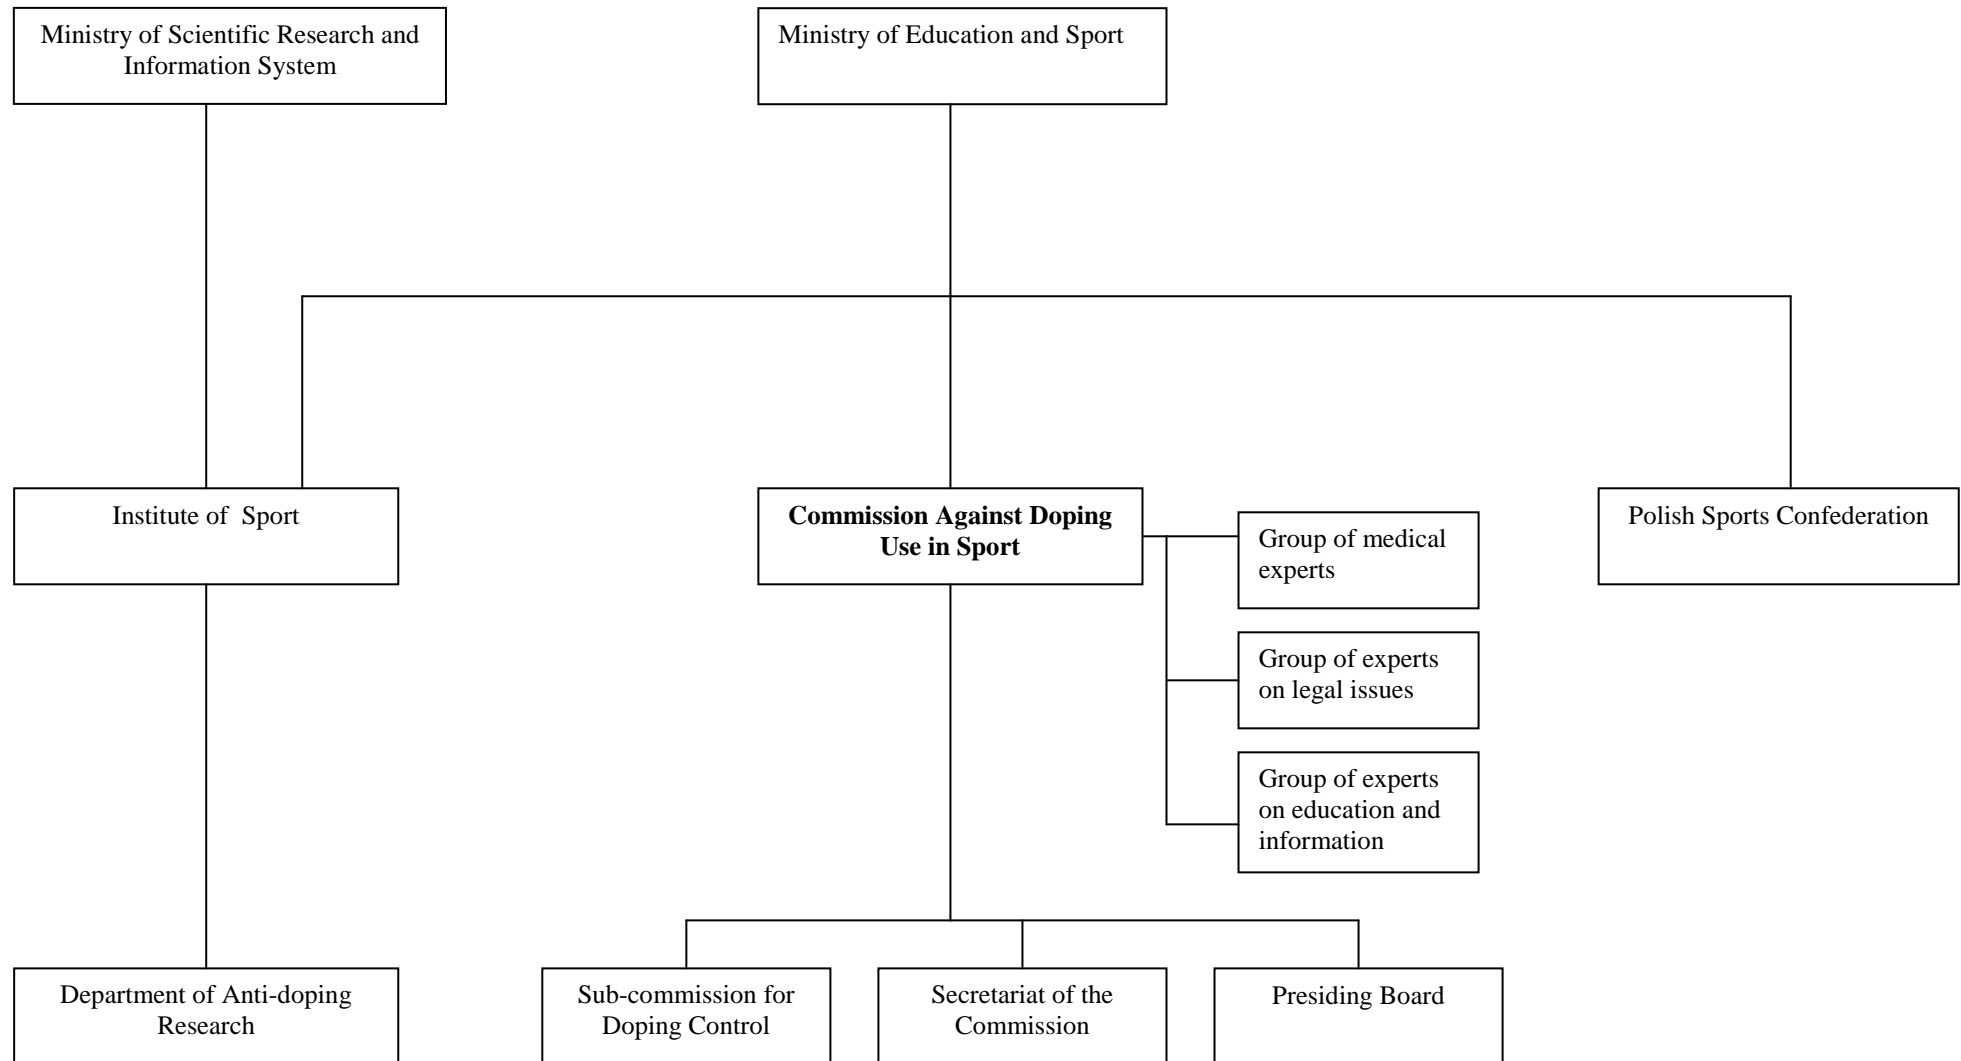 Ministry of Scientific Research and
Information System
Ministry of Education and Sport
Institute of Sport
Commission Against Doping
Use in Sport
Polish Sports Confederation
Group of medical
experts
Group of experts
on legal issues
Group of experts
on education and
information
Department of Anti-doping
Research
Sub-commission for
Doping Control
Secretariat of the
Commission
Presiding Board